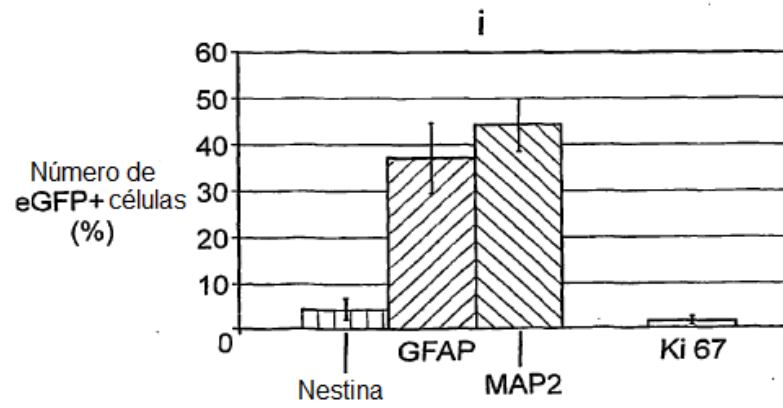 i
60
50
40
30
20
10
0
Número de
eGFP+ células
(%)
GFAP
Ki 67
Nestina
MAP2